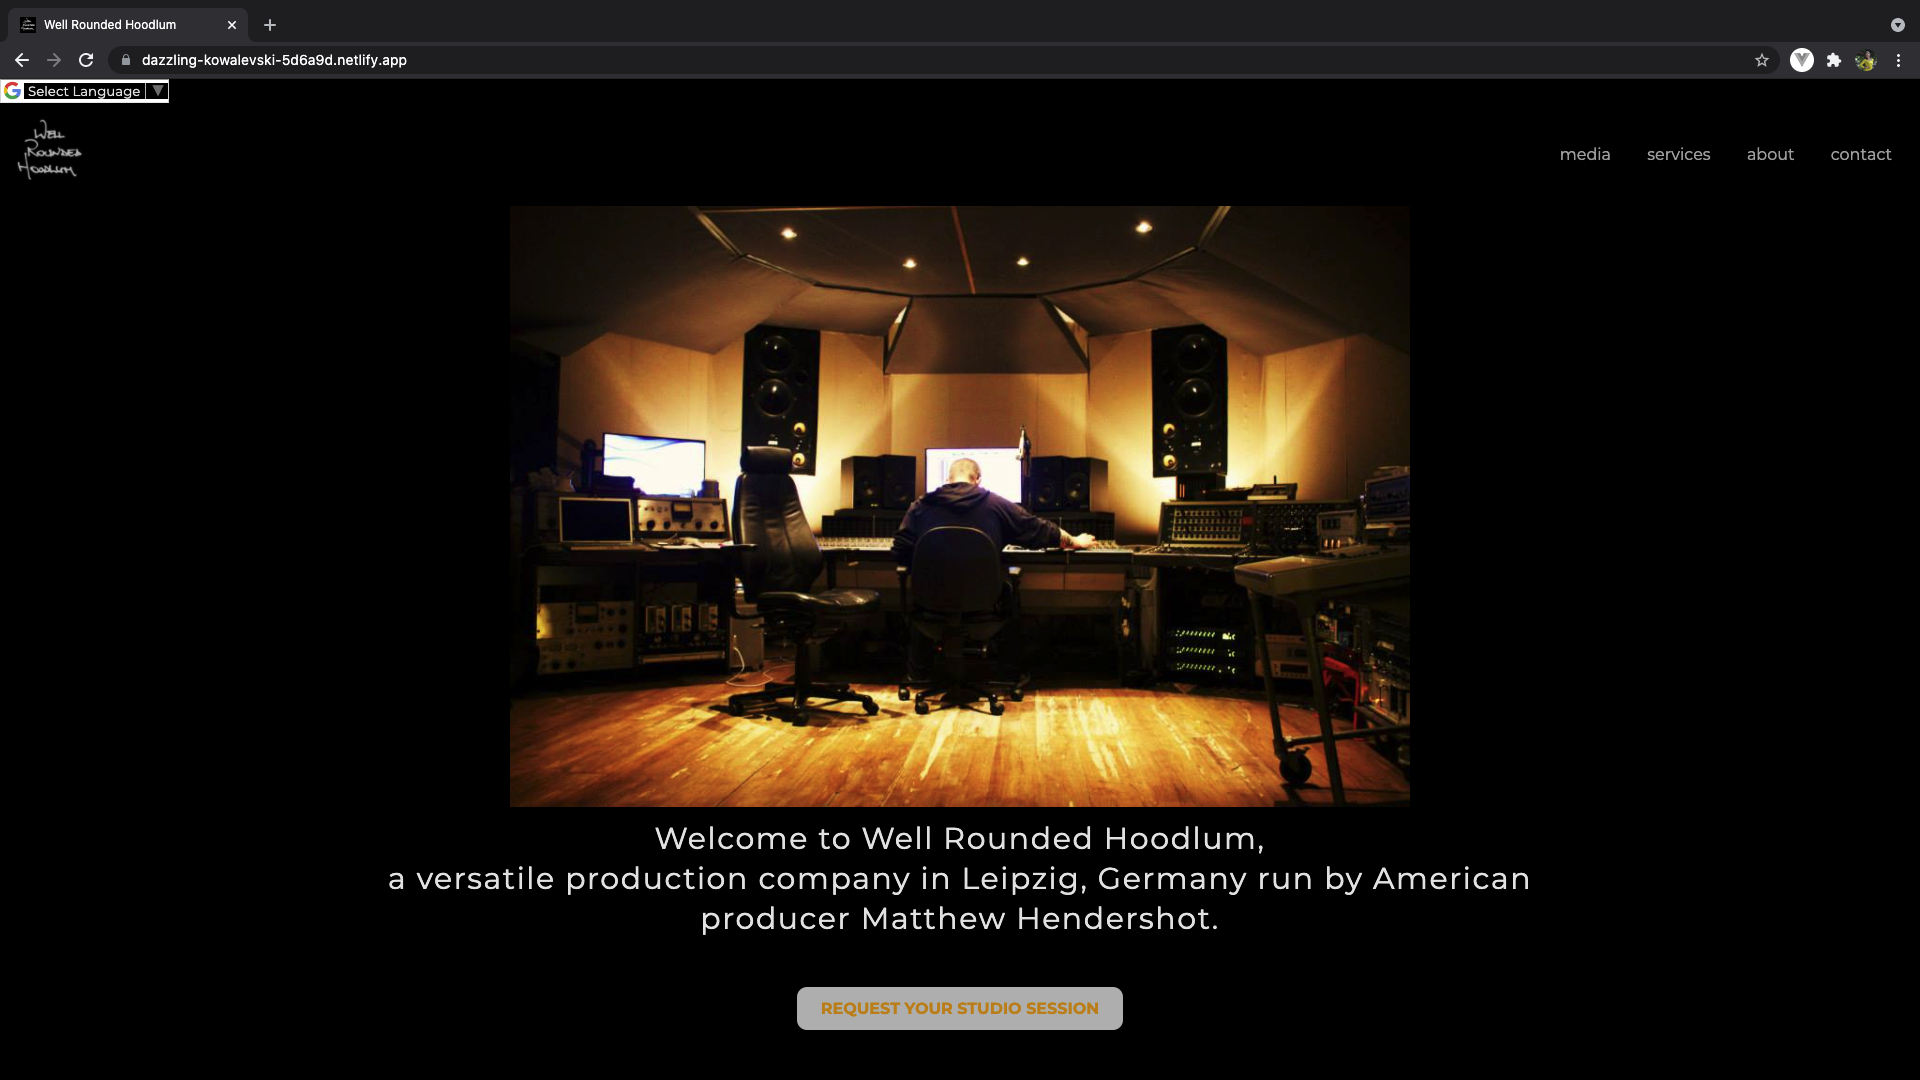 Well Rounded Hoodlum
dazzling-kowalevski-5d6a9d.netlify.app
Select Language
WELL
ROUNDED
HOODLUM
media services about contact
Welcome to Well Rounded Hoodlum,
a versatile production company in Leipzig, Germany run by American
producer Matthew Hendershot.
REQUEST YOUR STUDIO SESSION